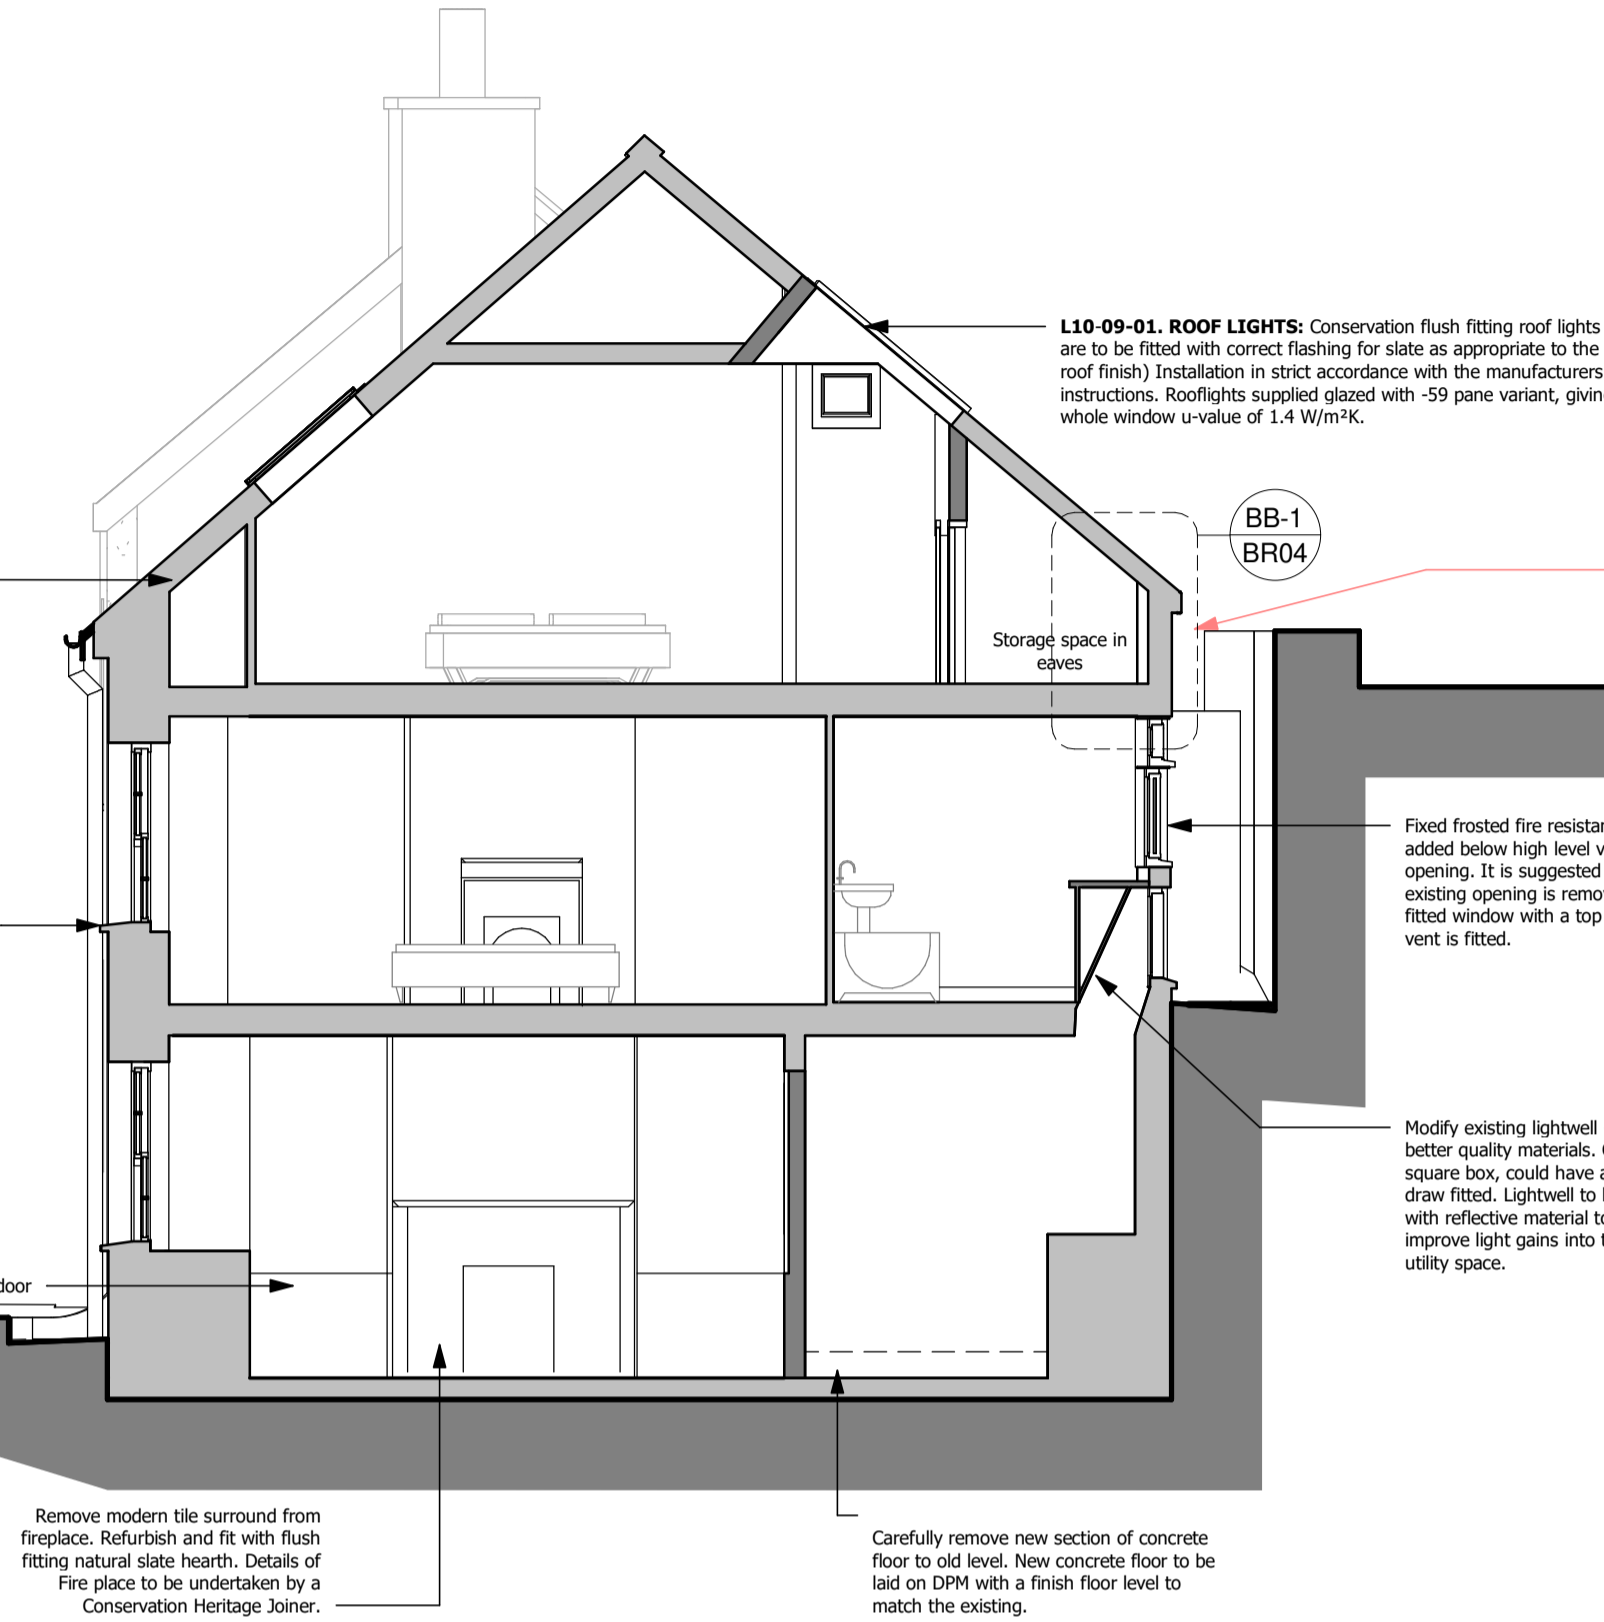 L10-09-01. ROOF LIGHTS: Conservation flush fitting roof lights
are to be fitted with correct flashing for slate as appropriate to the
roof finish) Installation in strict accordance with the manufacturers
instructions. Rooflights supplied glazed with -59 pane variant, givin
whole window u-value of 1.4 W/m²K.
BB-1
BR04
Storage space in
eaves
Fixed frosted fire resistan
added below high level v
opening. It is suggested
existing opening is remov
fitted window with a top
vent is fitted.
Modify existing lightwell
better quality materials.
square box, could have a
draw fitted. Lightwell to
with reflective material to
improve light gains into t
utility space.
door
Remove modern tile surround from
fireplace. Refurbish and fit with flush
fitting natural slate hearth. Details of
Fire place to be undertaken by a
Conservation Heritage Joiner.
Carefully remove new section of concrete
floor to old level. New concrete floor to be
laid on DPM with a finish floor level to
match the existing.